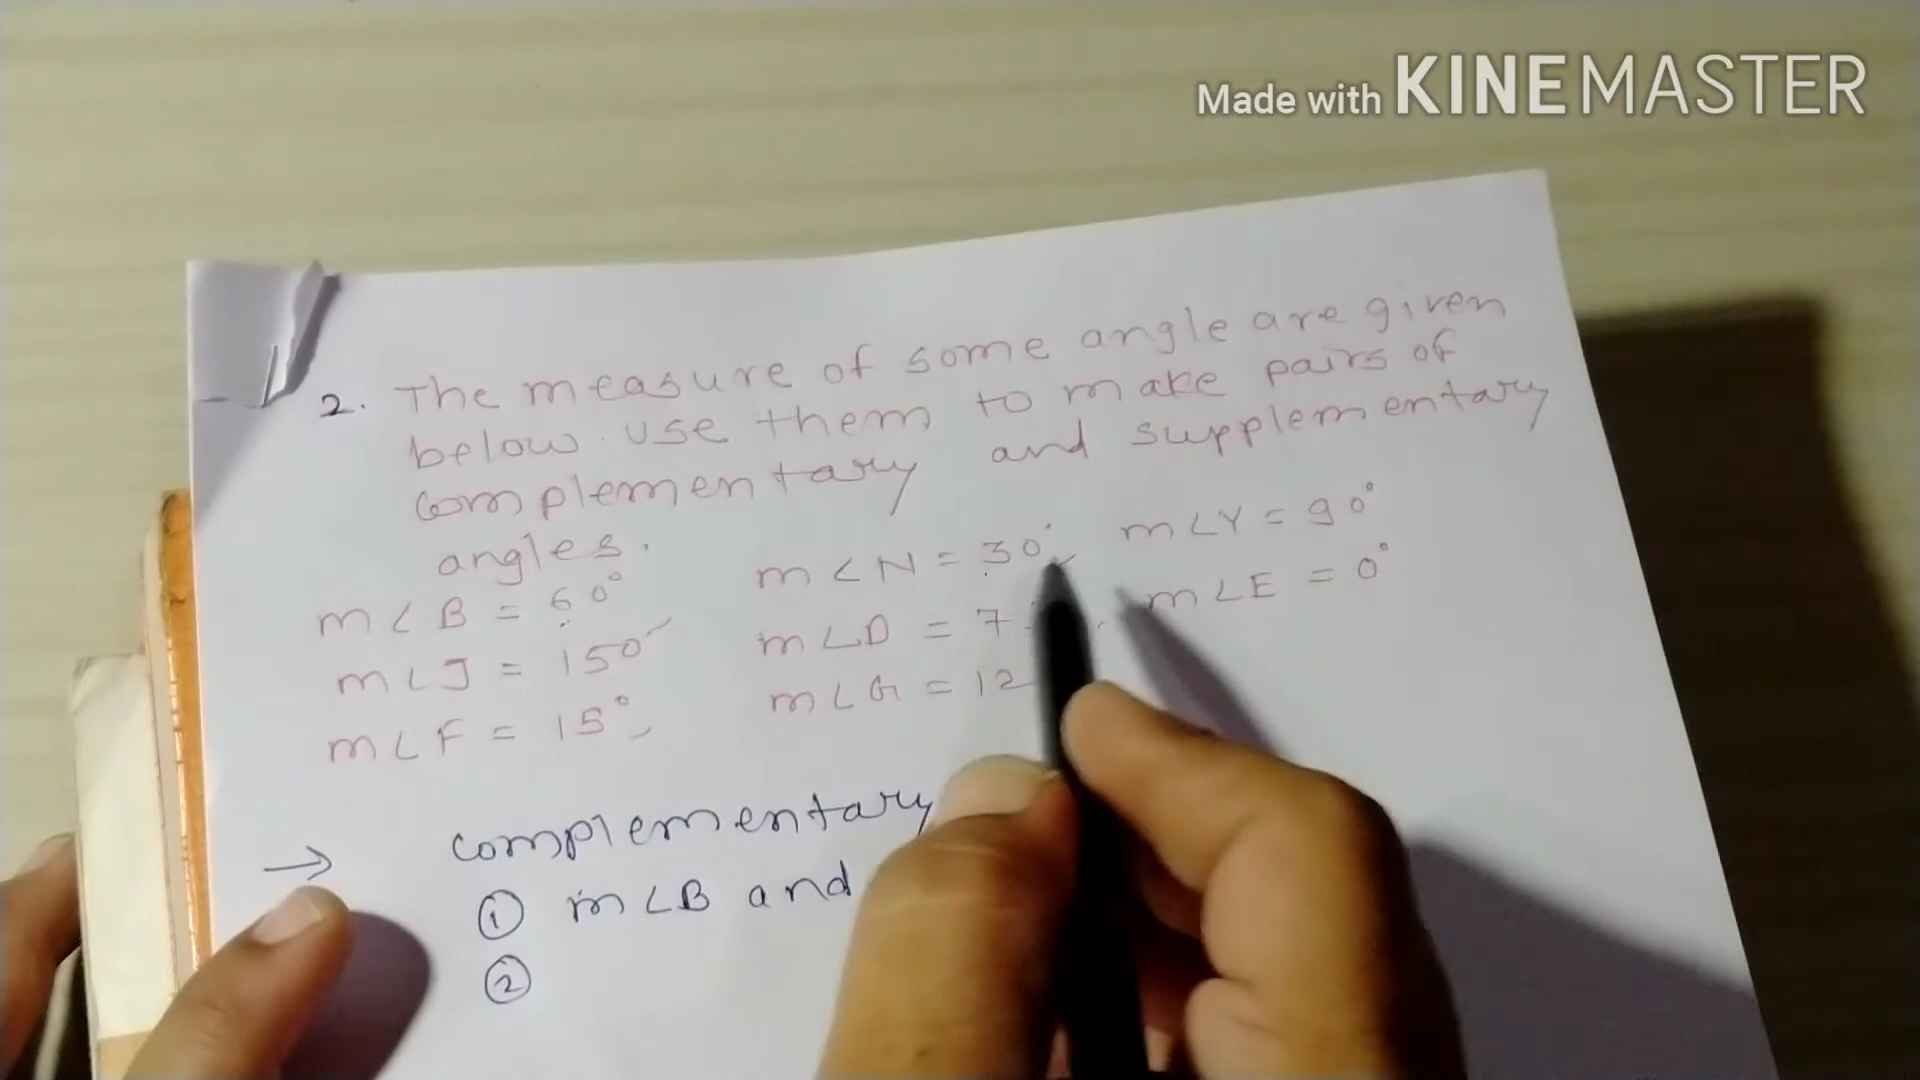 Made with KINEMASTER
2. The measure of some angle are given
below. use them to make pairs of
complementary and supplementary
angles.
m∠B = 60° m∠N = 30° m∠Y = 90°
m∠J = 150 m∠D = 7 m∠E = 0°
m∠F = 15° m∠G = 12
→ complementary
① m∠B and
②